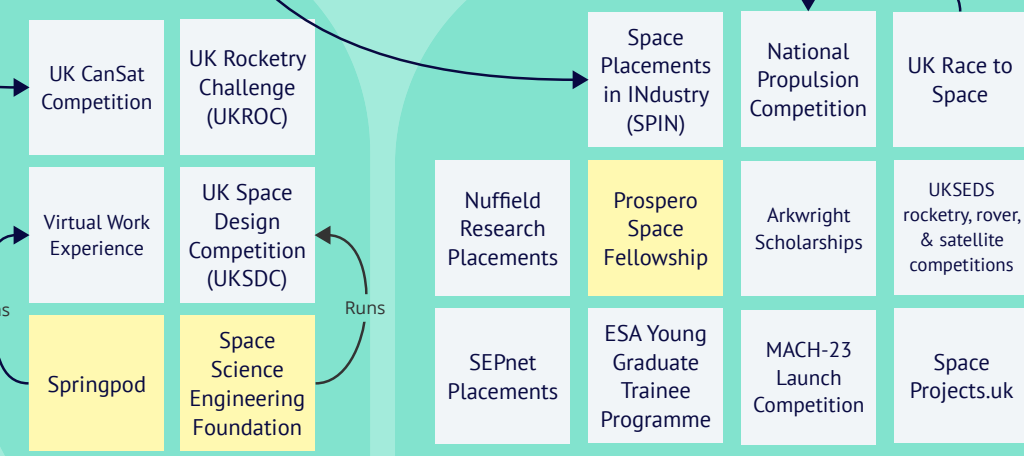 UK CanSat
Competition
UK Rocketry
Challenge
(UKROC)
Space
Placements
in INdustry
(SPIN)
National
Propulsion
Competition
UK Race to
Space
Virtual Work
Experience
UK Space
Design
Competition
(UKSDC)
Nuffield
Research
Placements
Prospero
Space
Fellowship
Arkwright
Scholarships
UKSEDS
rocketry, rover,
& satellite
competitions
Runs
Springpod
Space
Science
Engineering
Foundation
SEPnet
Placements
ESA Young
Graduate
Trainee
Programme
MACH-23
Launch
Competition
Space
Projects.uk